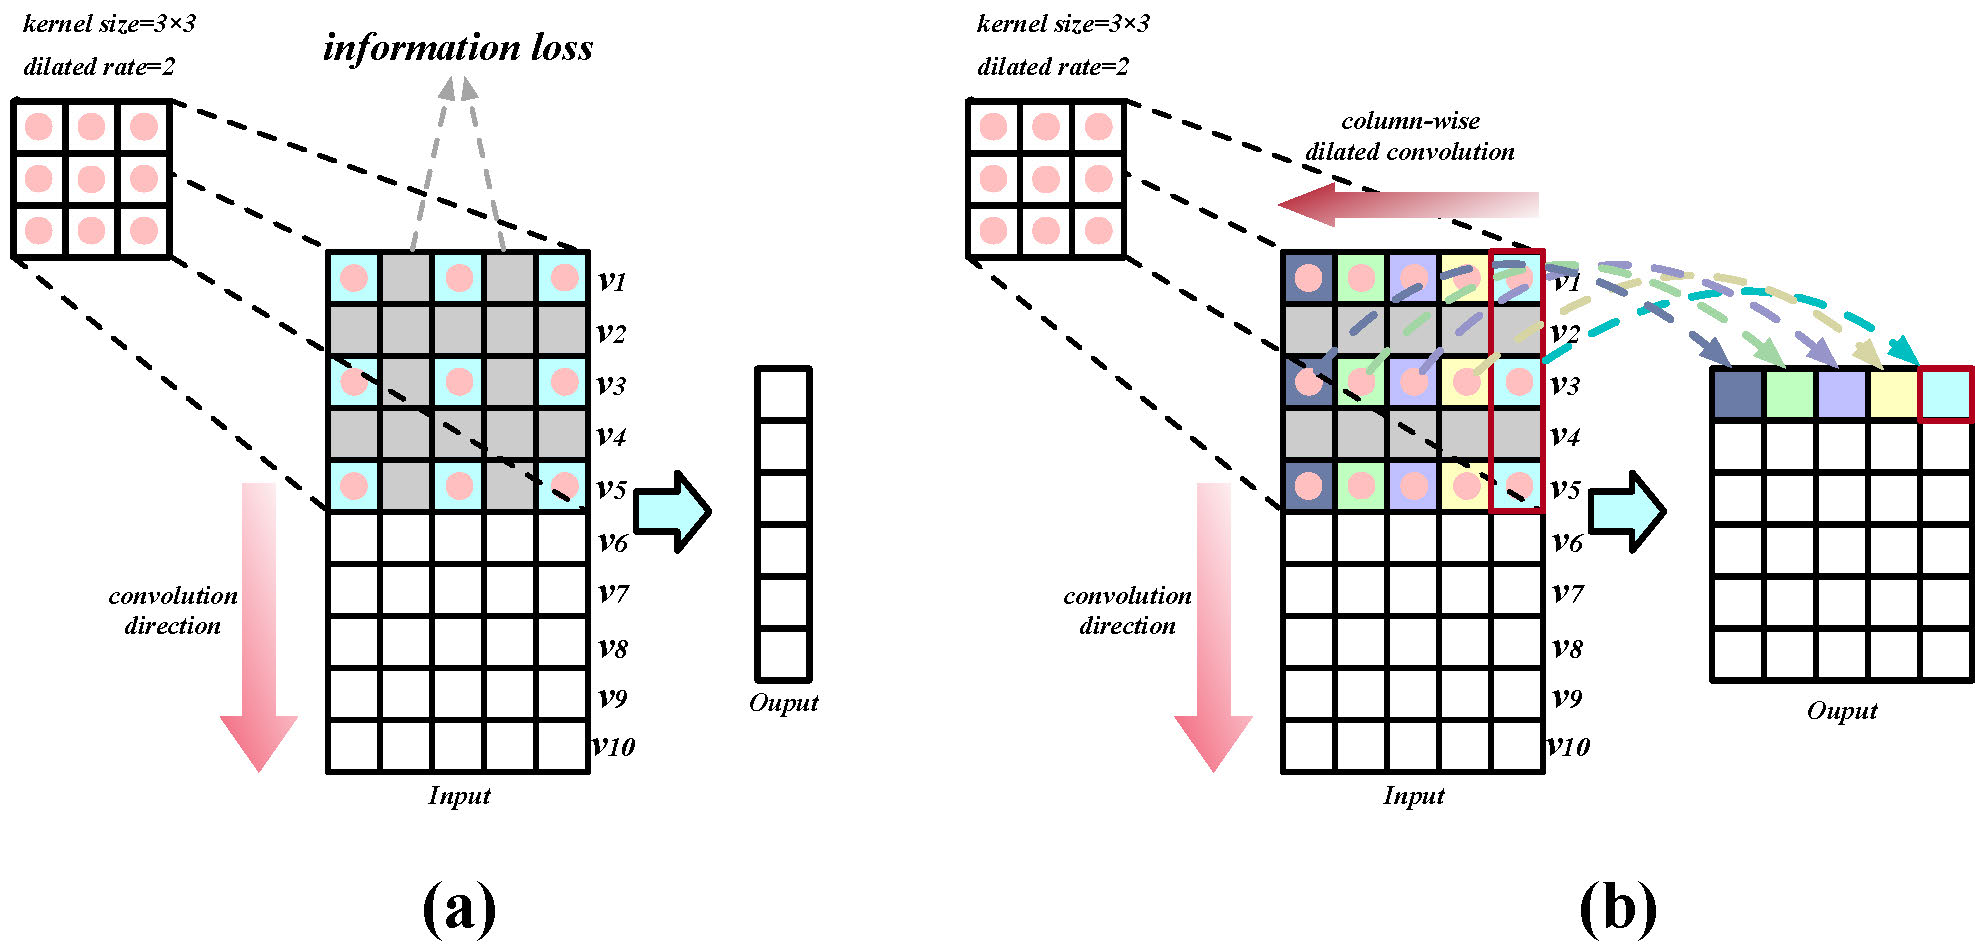 kernel size=3×3
dilated rate=2
information loss
v1
v2
v3
v4
v5
v6
v7
v8
v9
v10
convolution
direction
Input
Ouput
(a)
kernel size=3×3
dilated rate=2
column-wise
dilated convolution
v1
v2
v3
v4
v5
v6
v7
v8
v9
v10
convolution
direction
Input
Ouput
(b)